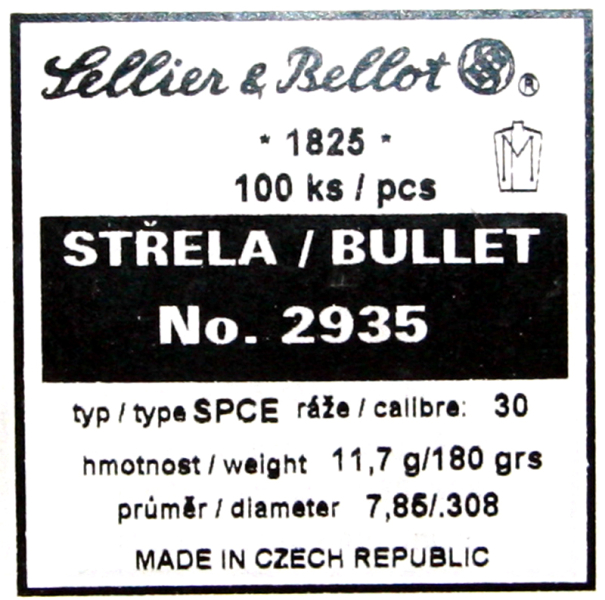 Sellier & Bellot ®
* 1825 *
100 ks / pcs
STŘELA / BULLET
No. 2935
typ / type SPCE ráže / calibre: 30
hmotnost / weight 11,7 g/180 grs
průměr / diameter 7,85/.308
MADE IN CZECH REPUBLIC